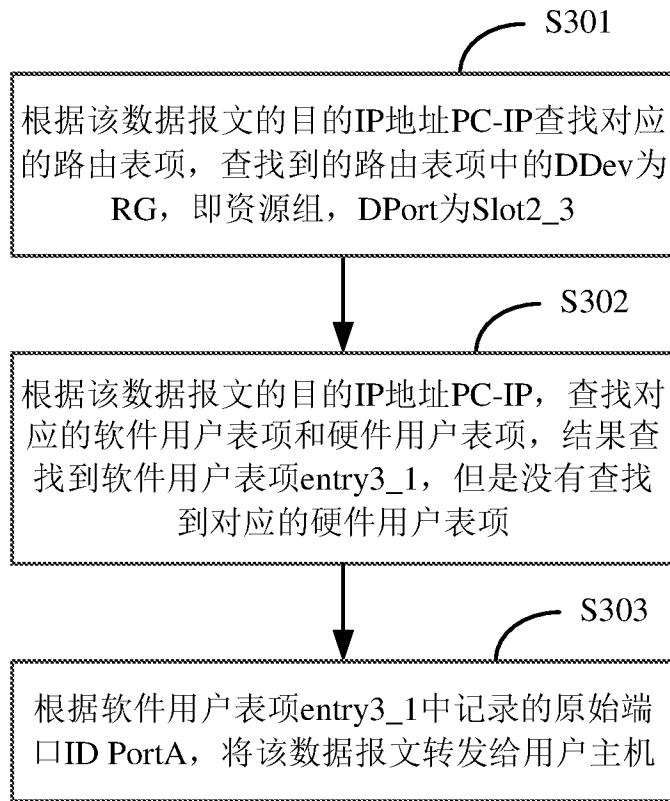 S301
根据该数据报文的目的IP地址PC-IP查找对应
的路由表项，查找到的路由表项中的DDev为
RG，即资源组，DPort为Slot2_3
S302
根据该数据报文的目的IP地址PC-IP，查找对
应的软件用户表项和硬件用户表项，结果查
找到软件用户表项entry3_1，但是没有查找
到对应的硬件用户表项
S303
根据软件用户表项entry3_1中记录的原始端
口ID PortA，将该数据报文转发给用户主机